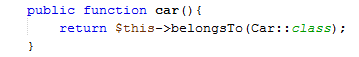 public function car(){
return $this->belongsTo(Car::class);
}